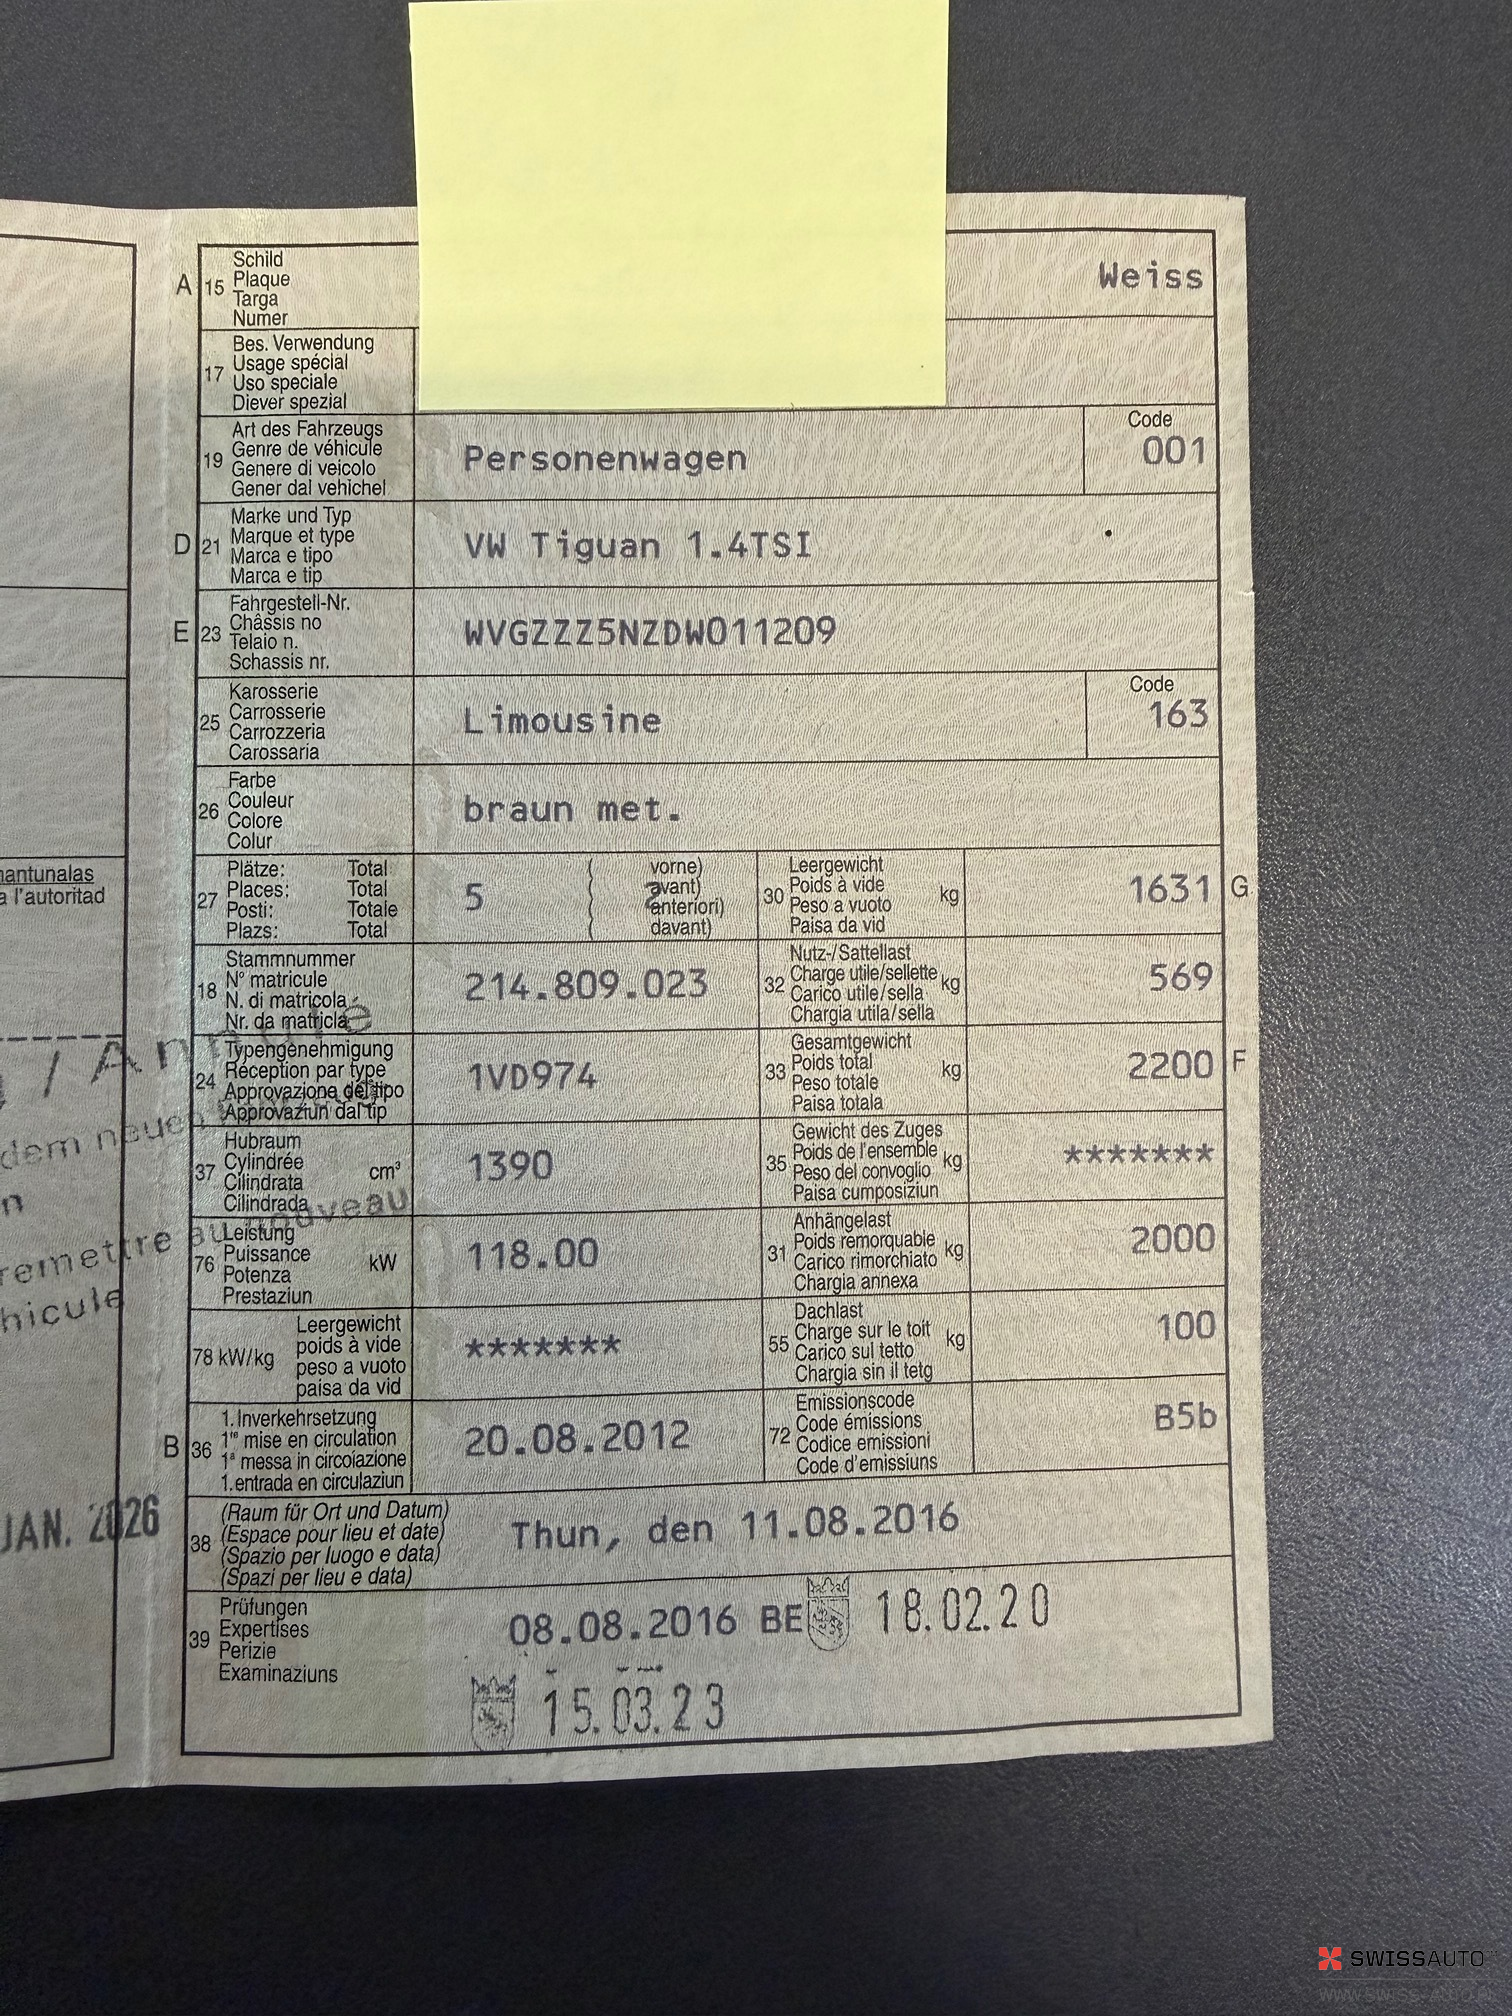 A 15 Schild
Plaque
Targa
Numer
Weiss
17 Bes. Verwendung
Usage spécial
Uso speciale
Diever spezial
19 Art des Fahrzeugs
Genre de véhicule
Genere di veicolo
Gener dal vehichel
Personenwagen
Code
001
D 21 Marke und Typ
Marque et type
Marca e tipo
Marca e tip
VW Tiguan 1.4TSI
E 23 Fahrgestell-Nr.
Châssis no
Telaio n.
Schassis nr.
WVGZZZ5NZDW011209
25 Karosserie
Carrosserie
Carrozzeria
Carossaria
Limousine
Code
163
26 Farbe
Couleur
Colore
Colur
braun met.
27 Plätze: Total
Places: Total
Posti: Totale
Plazs: Total
5
( vorne)
( avant)
( anteriori)
( davant)
2
30 Leergewicht
Poids à vide kg
Peso a vuoto
Paisa da vid
1631 G
18 Stammnummer
N° matricule
N. di matricola
Nr. da matricla
214.809.023
32 Nutz-/Sattellast
Charge utile/sellette kg
Carico utile/sella
Chargia utila/sella
569
24 Typengenehmigung
Réception par type
Approvazione del tipo
Approvaziun dal tip
1VD974
33 Gesamtgewicht
Poids total kg
Peso totale
Paisa totala
2200 F
37 Hubraum
Cylindrée cm³
Cilindrata
Cilindrada
1390
35 Gewicht des Zuges
Poids de l'ensemble kg
Peso del convoglio
Paisa cumposiziun
*******
76 Leistung
Puissance kW
Potenza
Prestaziun
118.00
31 Anhängelast
Poids remorquable kg
Carico rimorchiato
Chargia annexa
2000
78 kW/kg Leergewicht
poids à vide
peso a vuoto
paisa da vid
*******
55 Dachlast
Charge sur le toit kg
Carico sul tetto
Chargia sin il tetg
100
B 36 1. Inverkehrsetzung
1re mise en circulation
1a messa in circolazione
1. entrada en circulaziun
20.08.2012
72 Emissionscode
Code émissions
Codice emissioni
Code d'emissiuns
B5b
38 (Raum für Ort und Datum)
(Espace pour lieu et date)
(Spazio per luogo e data)
(Spazi per lieu e data)
Thun, den 11.08.2016
39 Prüfungen
Expertises
Perizie
Examinaziuns
08.08.2016 BE 18.02.20
15.03.23
l'autoritad
dem neuen
remettre au nouveau
JAN. 2026
SWISSAUTO